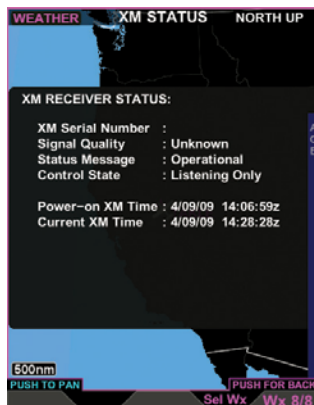 WEATHER XM STATUS NORTH UP
XM RECEIVER STATUS:
XM Serial Number :
Signal Quality : Unknown
Status Message : Operational
Control State : Listening Only
Power-on XM Time : 4/09/09 14:06:59z
Current XM Time : 4/09/09 14:28:28z
500nm
PUSH TO PAN PUSH FOR BACK
Sel Wx Wx 8/8